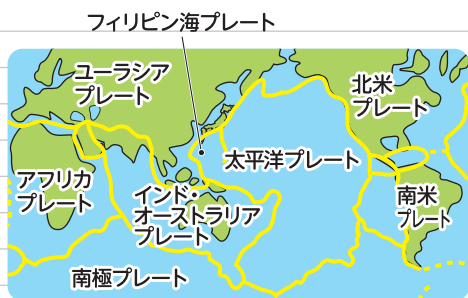 フィリピン海プレート
ユーラシア
プレート
北米
プレート
太平洋プレート
アフリカ
プレート
インド・
オーストラリア
プレート
南米
プレート
南極プレート